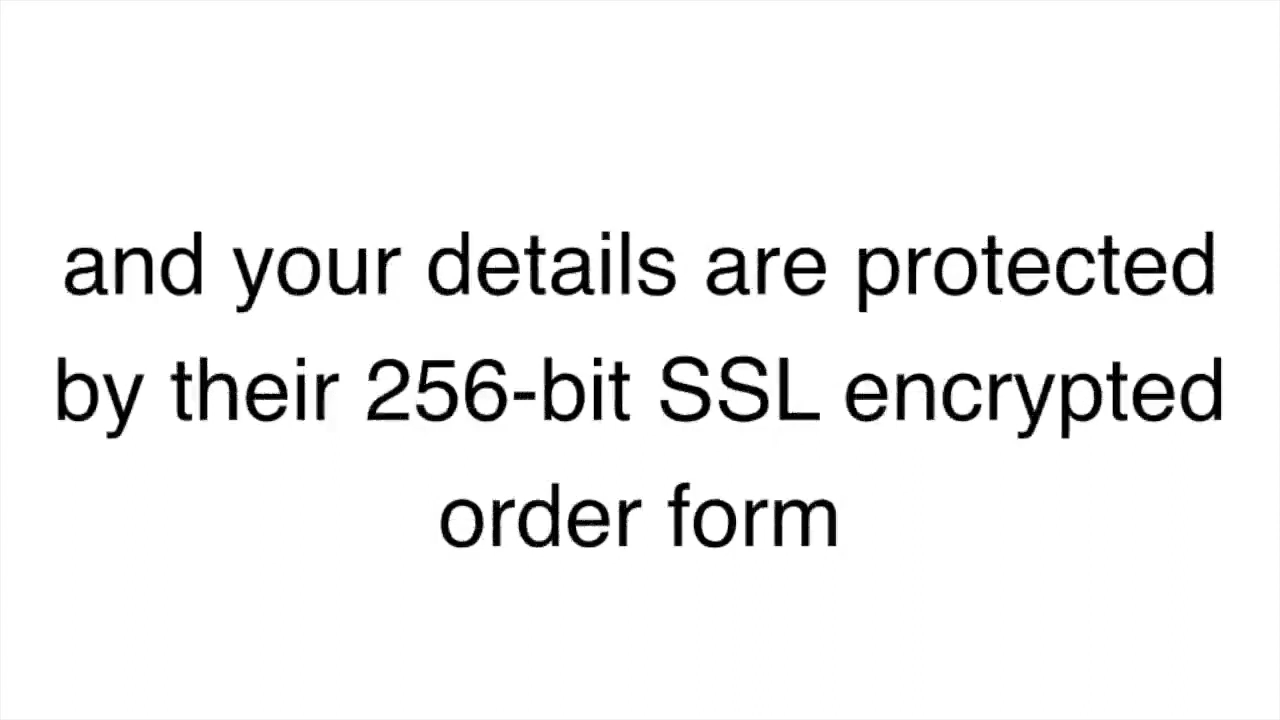 and your details are protected
by their 256-bit SSL encrypted
order form